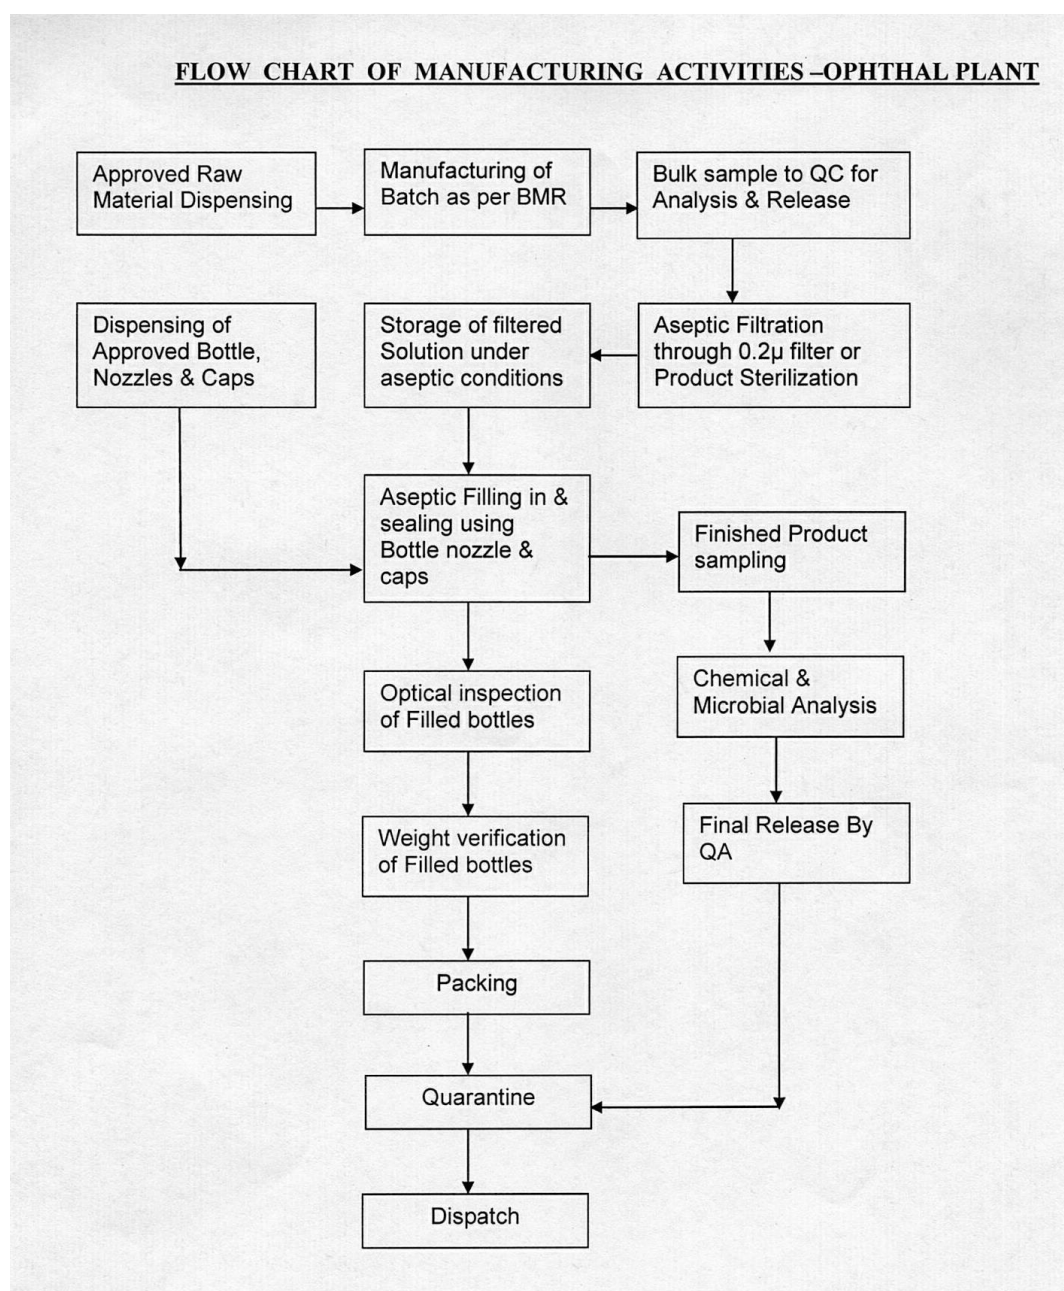 FLOW CHART OF MANUFACTURING ACTIVITIES –OPHTHAL PLANT
Approved Raw
Material Dispensing
Manufacturing of
Batch as per BMR
Bulk sample to QC for
Analysis & Release
Dispensing of
Approved Bottle,
Nozzles & Caps
Storage of filtered
Solution under
aseptic conditions
Aseptic Filtration
through 0.2µ filter or
Product Sterilization
Aseptic Filling in &
sealing using
Bottle nozzle &
caps
Finished Product
sampling
Optical inspection
of Filled bottles
Chemical &
Microbial Analysis
Weight verification
of Filled bottles
Final Release By
QA
Packing
Quarantine
Dispatch